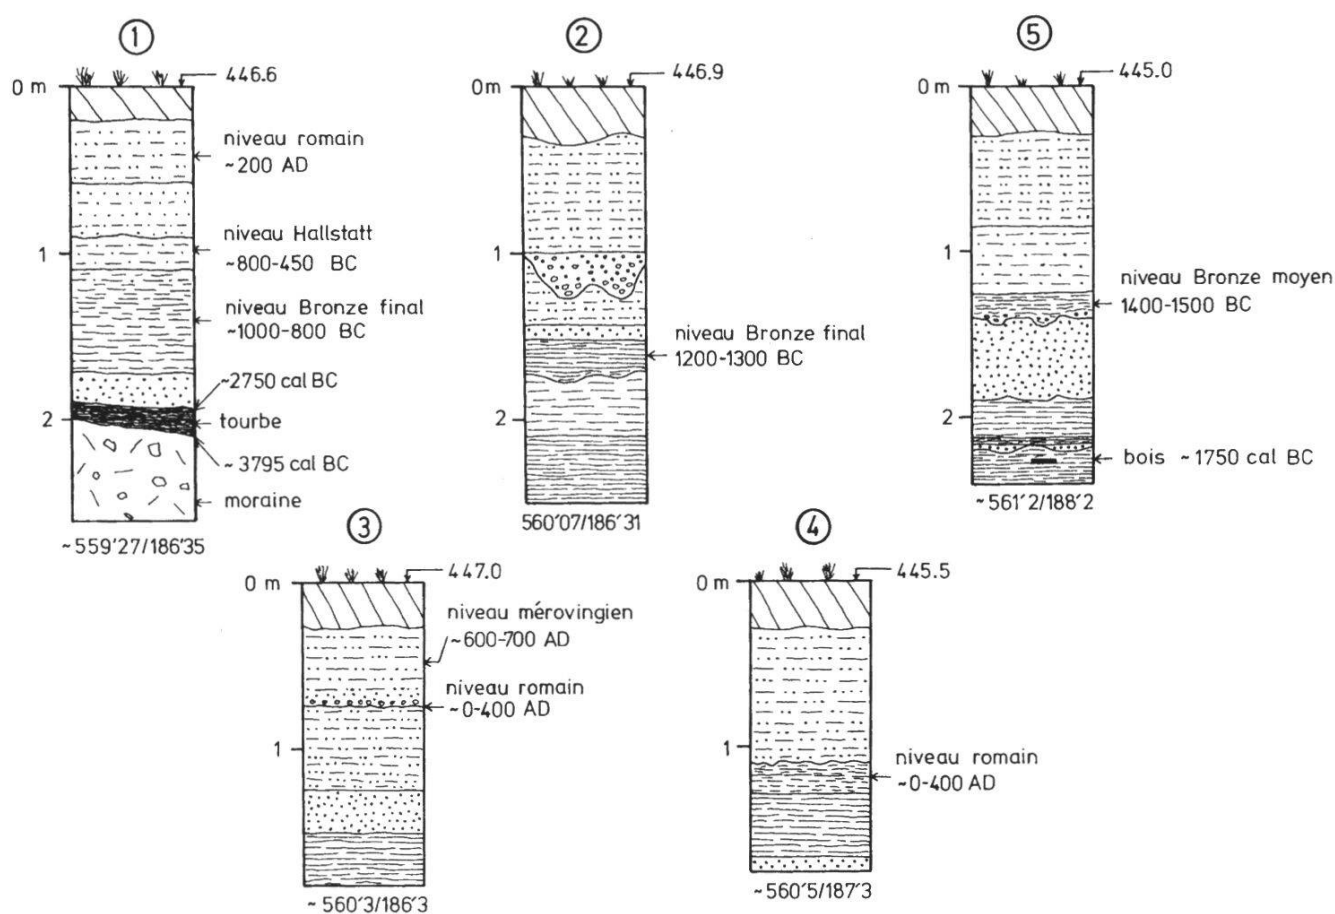 1
446.6
0 m
niveau romain
~200 AD
niveau Hallstatt
~800-450 BC
1
niveau Bronze final
~1000-800 BC
~2750 cal BC
2
tourbe
~3795 cal BC
moraine
~559'27/186'35
2
446.9
0 m
1
niveau Bronze final
1200-1300 BC
2
560'07/186'31
5
445.0
0 m
1
niveau Bronze moyen
1400-1500 BC
2
bois ~1750 cal BC
~561'2/188'2
3
447.0
0 m
niveau mérovingien
~600-700 AD
niveau romain
~0-400 AD
1
~560'3/186'3
4
445.5
0 m
1
niveau romain
~0-400 AD
~560'5/187'3